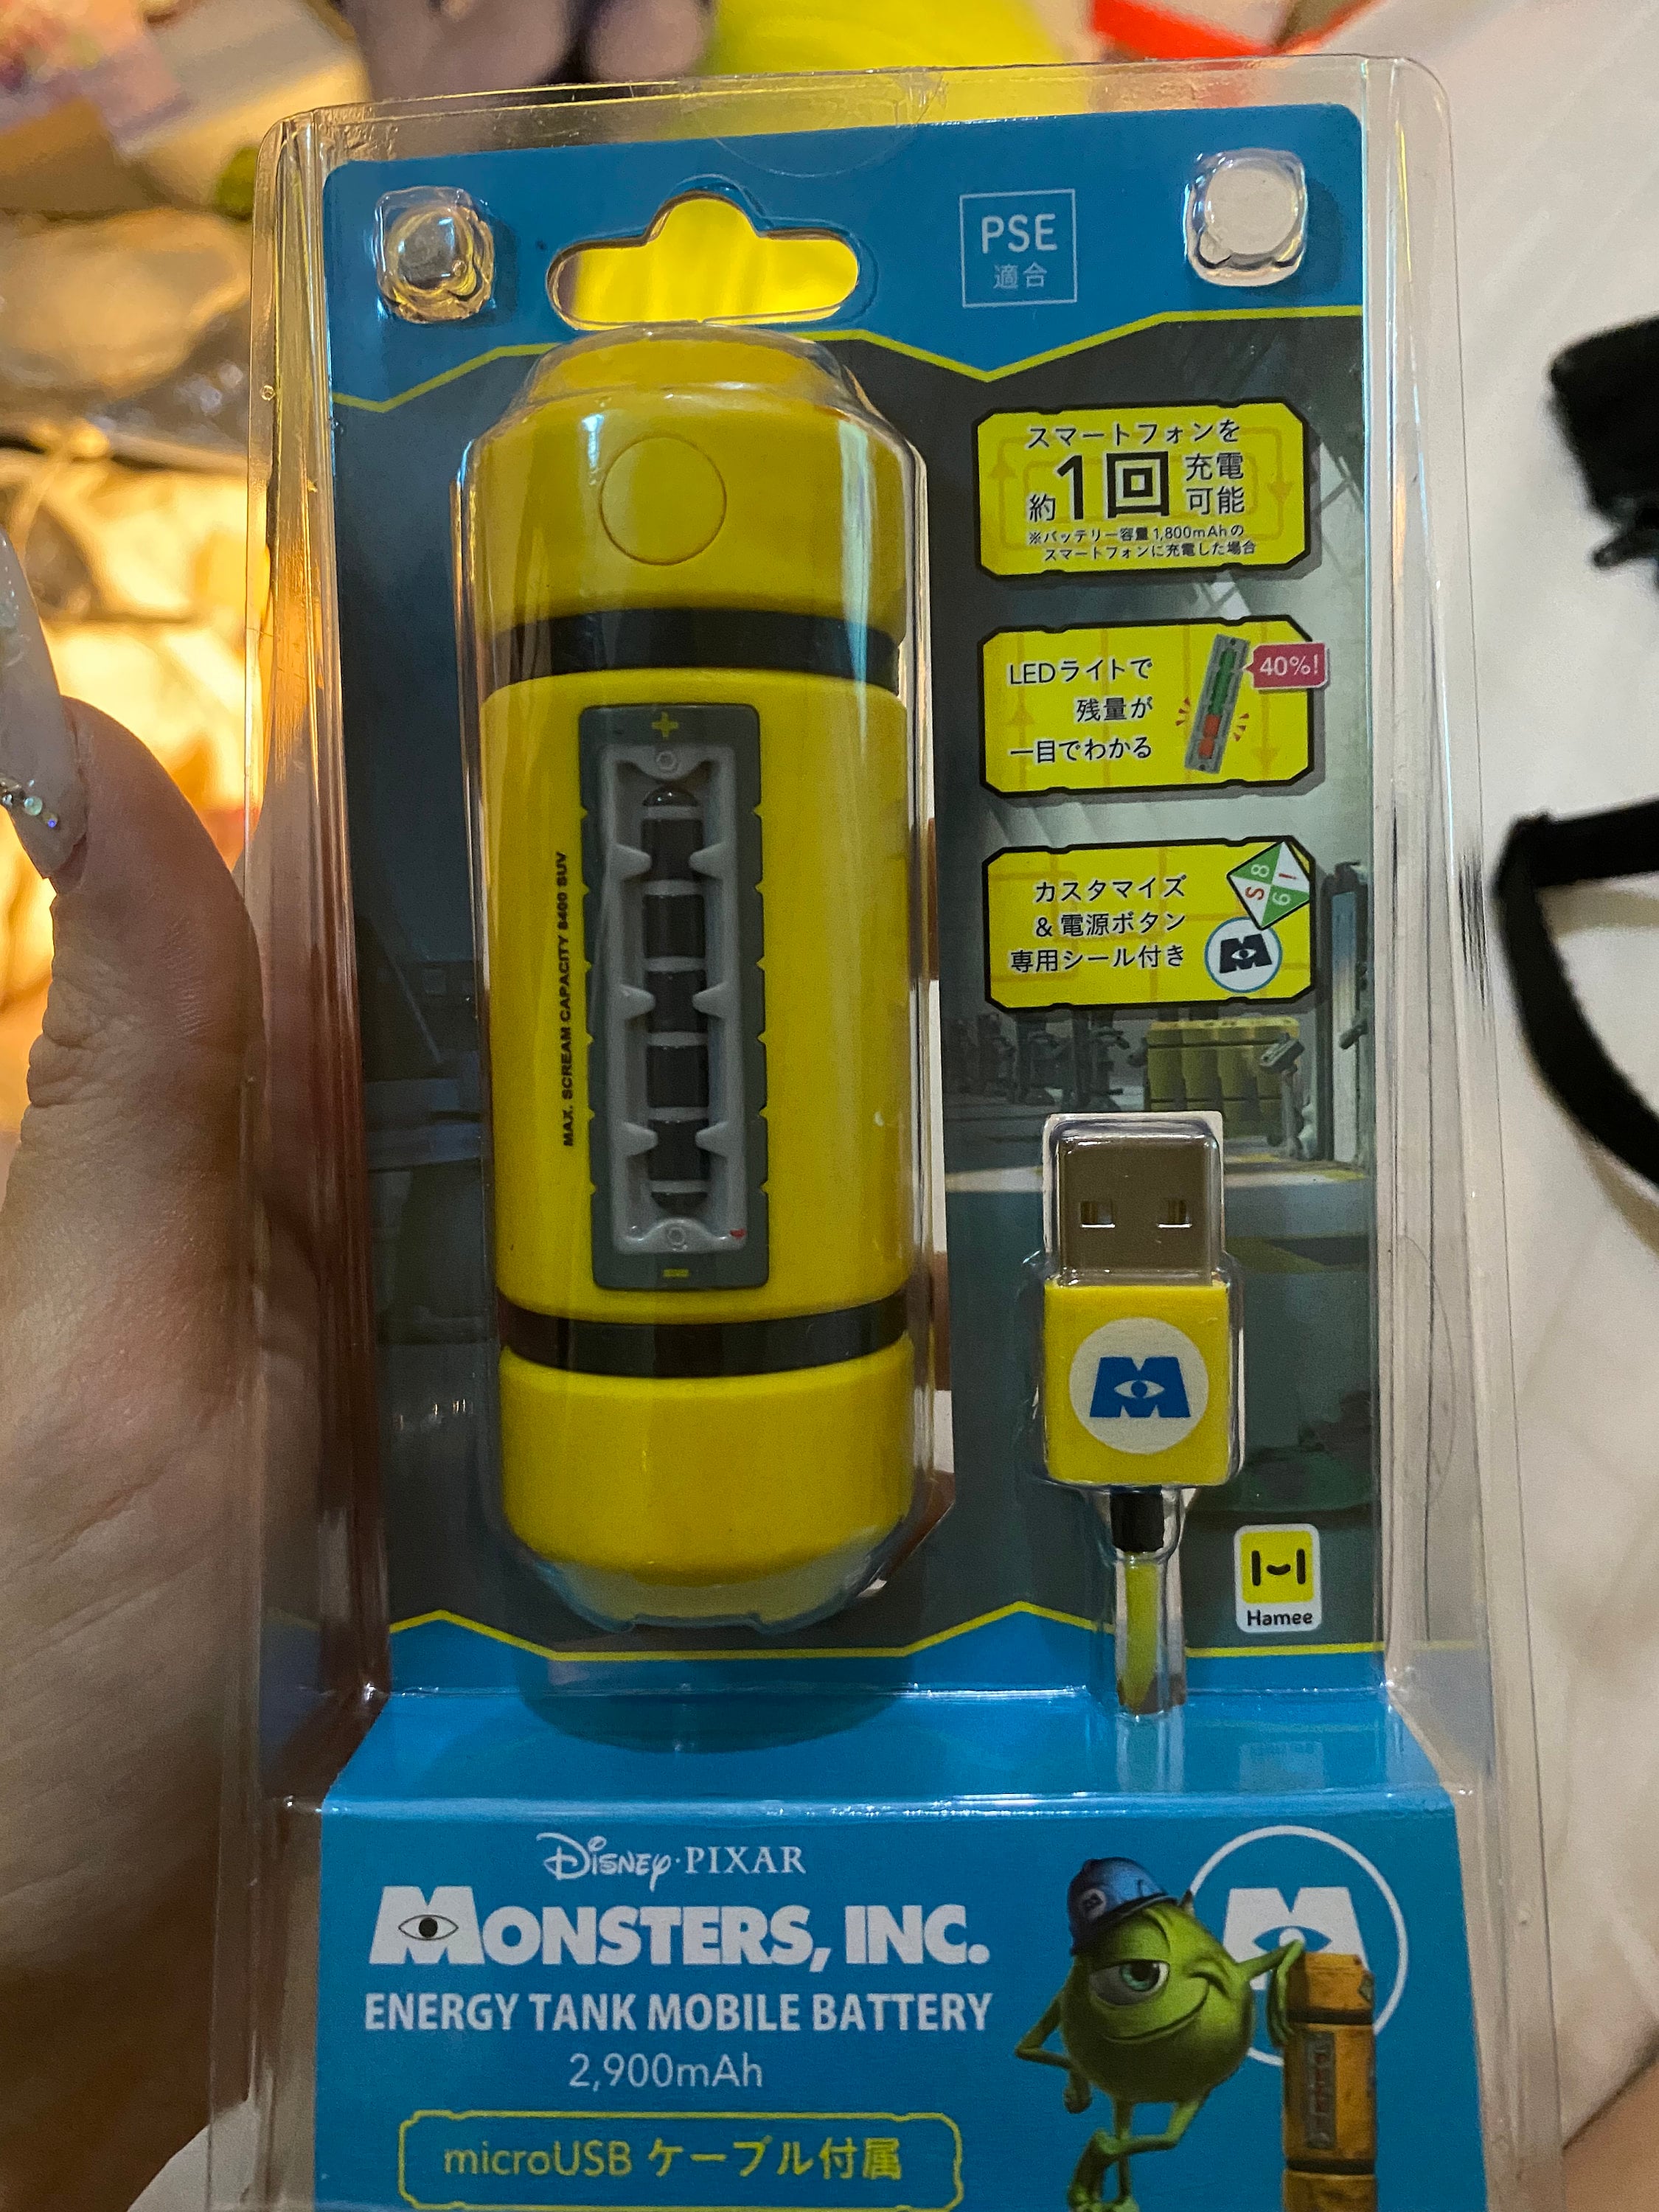 PSE
適合
スマートフォンを
約1回充電可能
※バッテリー容量1,800mAhの
スマートフォンに充電した場合
LEDライトで
残量が
一目でわかる
40%!
カスタマイズ
&電源ボタン
専用シール付き
MAX. SCREAM CAPACITY 8400 SUV
Hamee
Disney·PIXAR
MONSTERS, INC.
ENERGY TANK MOBILE BATTERY
2,900mAh
microUSB ケーブル付属